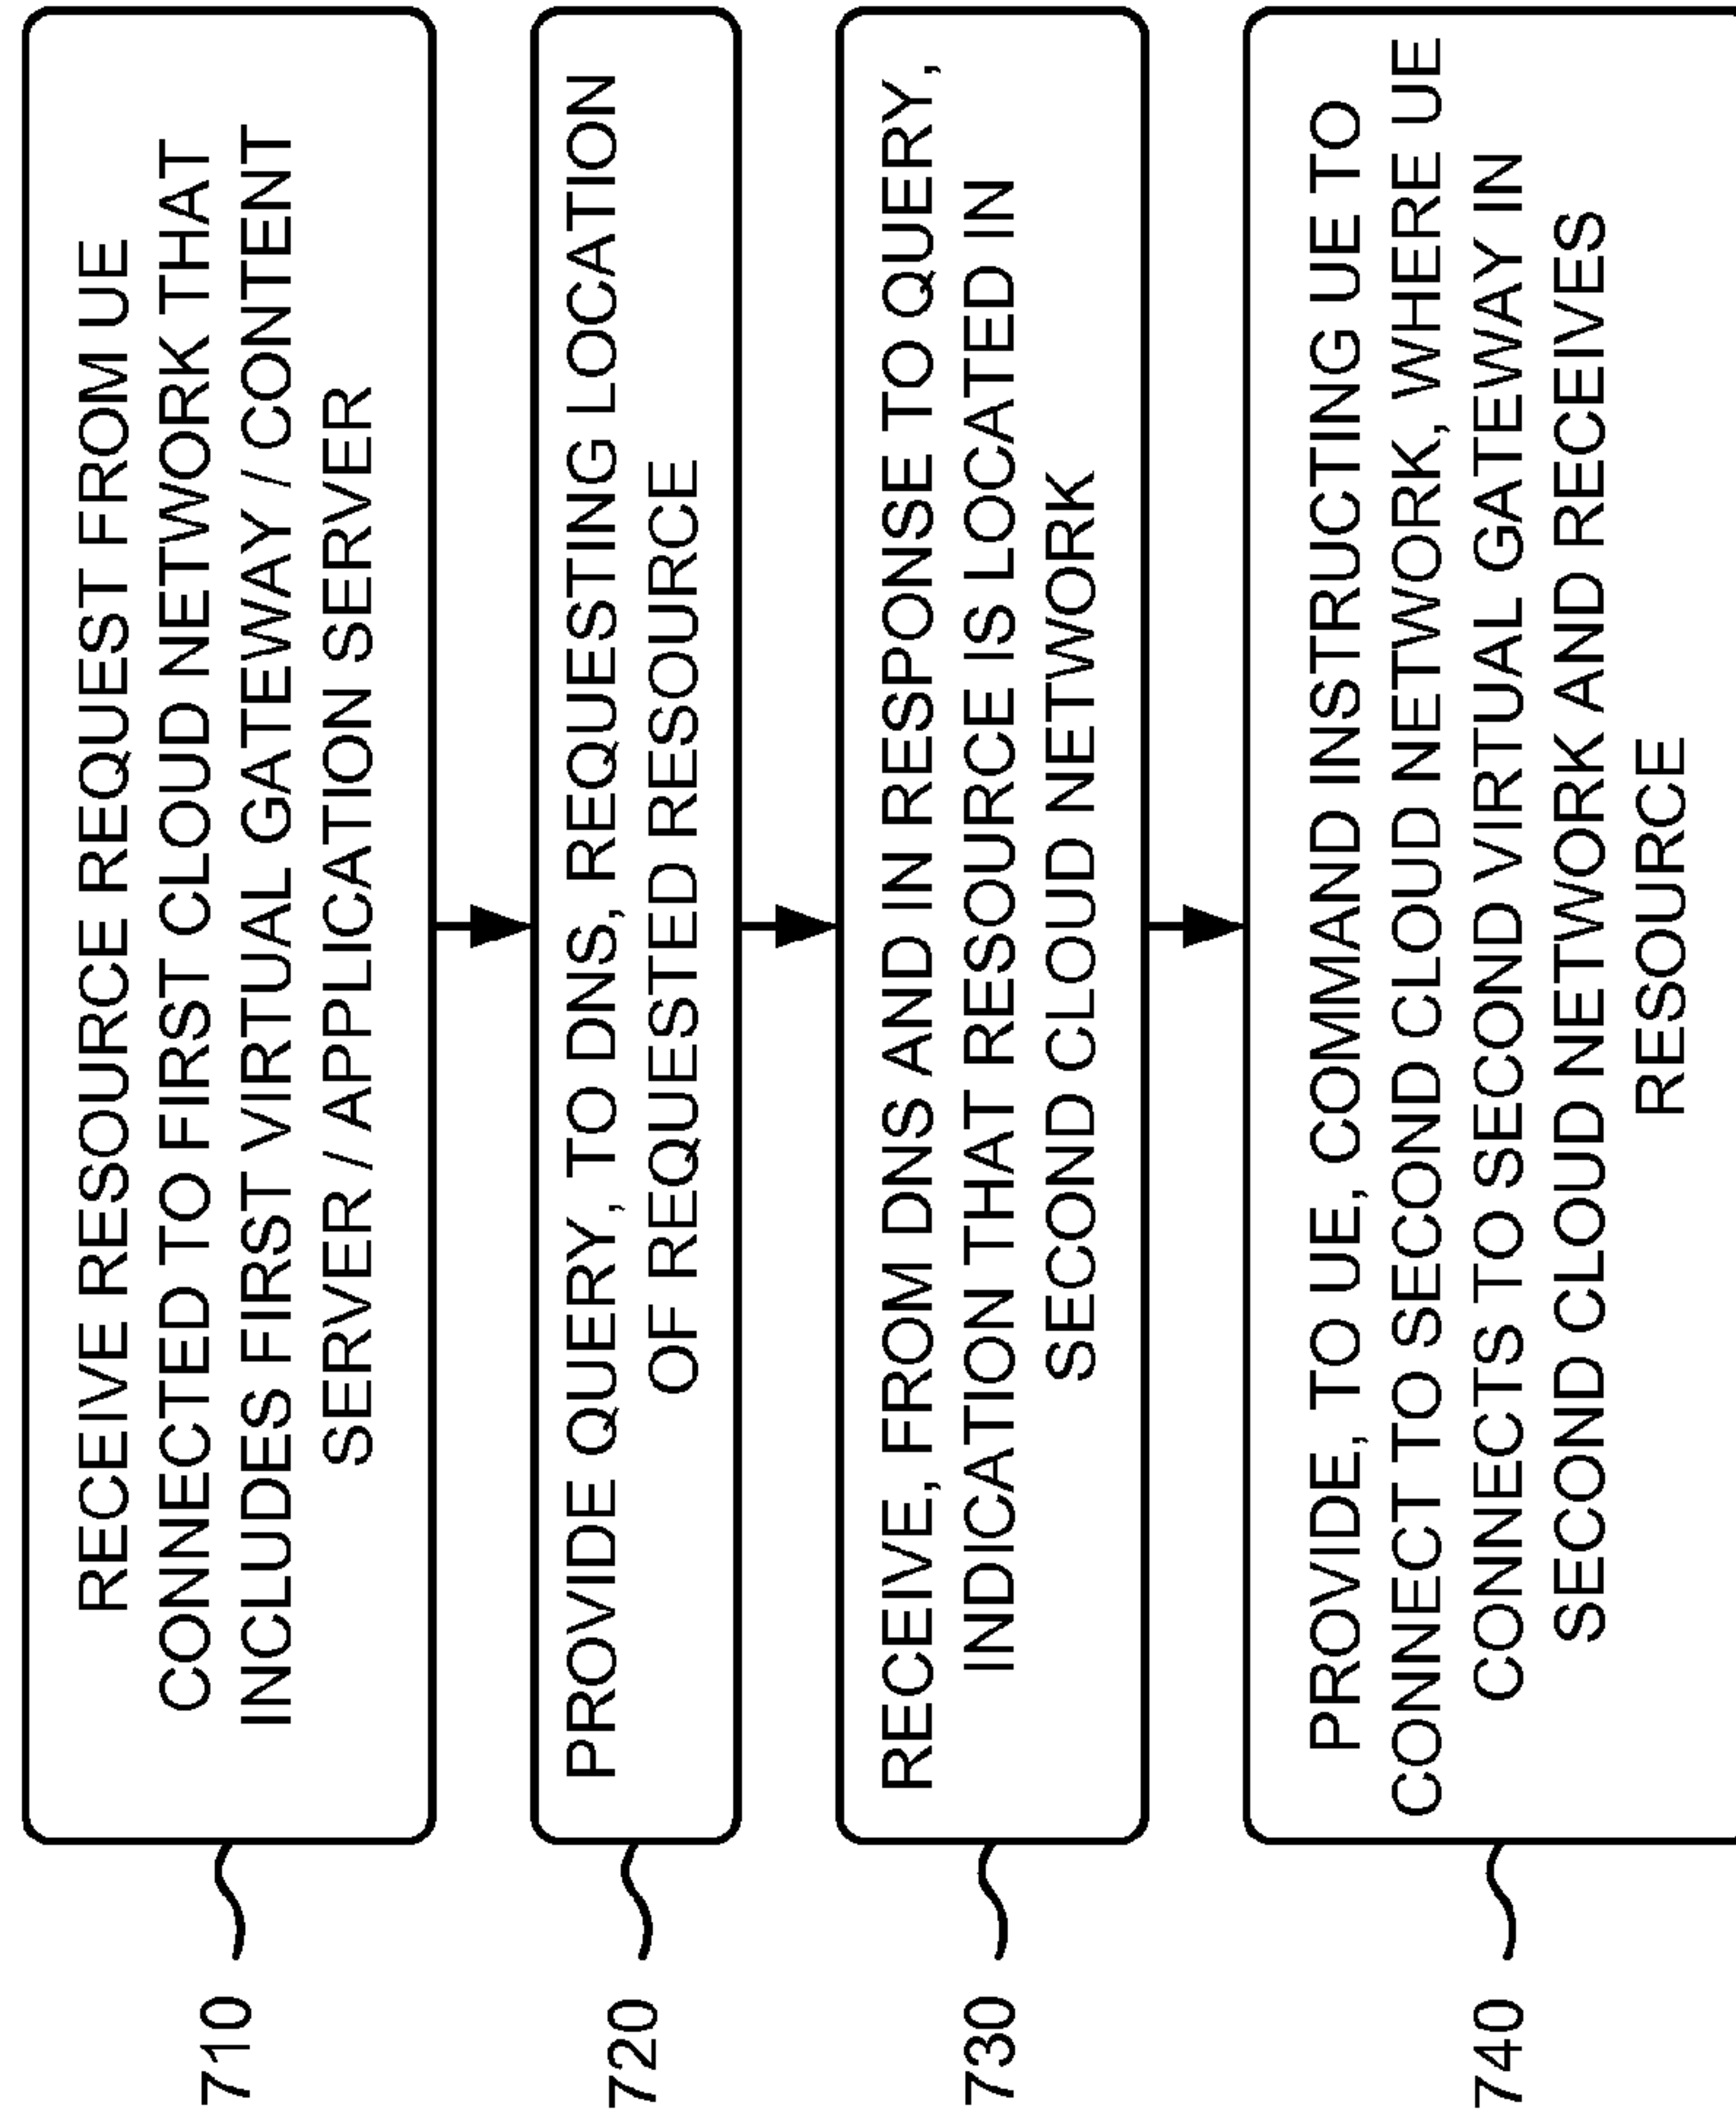 710
RECEIVE RESOURCE REQUEST FROM UE
CONNECTED TO FIRST CLOUD NETWORK THAT
INCLUDES FIRST VIRTUAL GATEWAY / CONTENT
SERVER / APPLICATION SERVER
720
PROVIDE QUERY, TO DNS, REQUESTING LOCATION
OF REQUESTED RESOURCE
730
RECEIVE, FROM DNS AND IN RESPONSE TO QUERY,
INDICATION THAT RESOURCE IS LOCATED IN
SECOND CLOUD NETWORK
740
PROVIDE, TO UE, COMMAND INSTRUCTING UE TO
CONNECT TO SECOND CLOUD NETWORK, WHERE UE
CONNECTS TO SECOND VIRTUAL GATEWAY IN
SECOND CLOUD NETWORK AND RECEIVES
RESOURCE